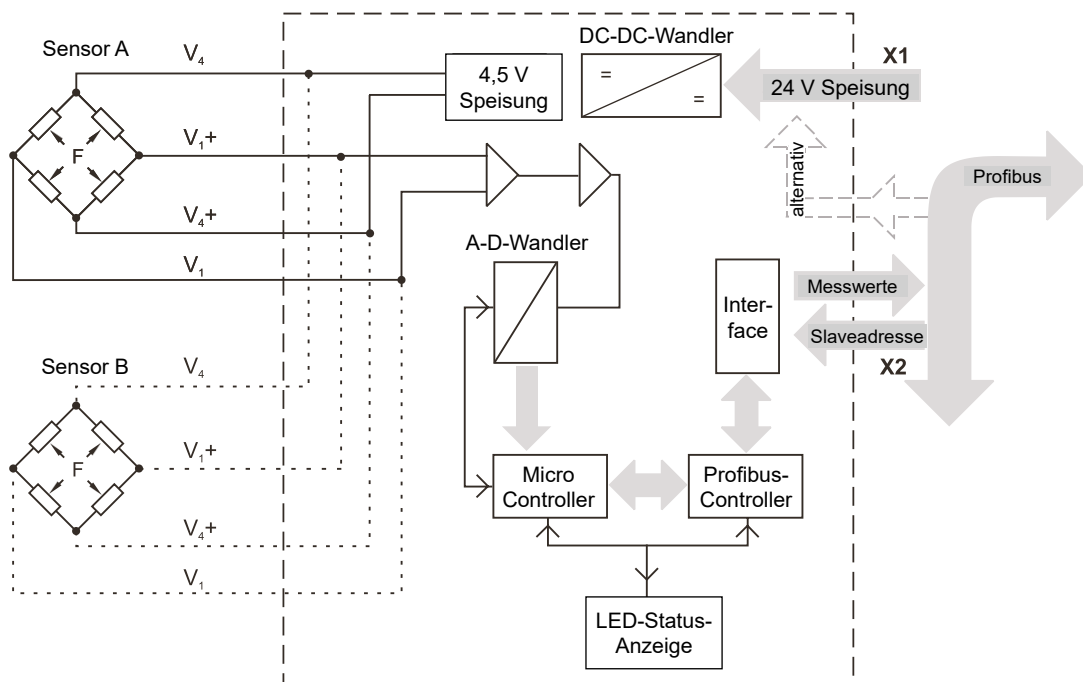 Sensor A
V4
DC-DC-Wandler
X1
4,5 V
Speisung
=
=
24 V Speisung
V1+
F
alternativ
Profibus
V4+
A-D-Wandler
V1
Inter-
face
Messwerte
Slaveadresse
X2
Sensor B
V4
V1+
F
Micro
Controller
Profibus-
Controller
V4+
V1
LED-Status-
Anzeige